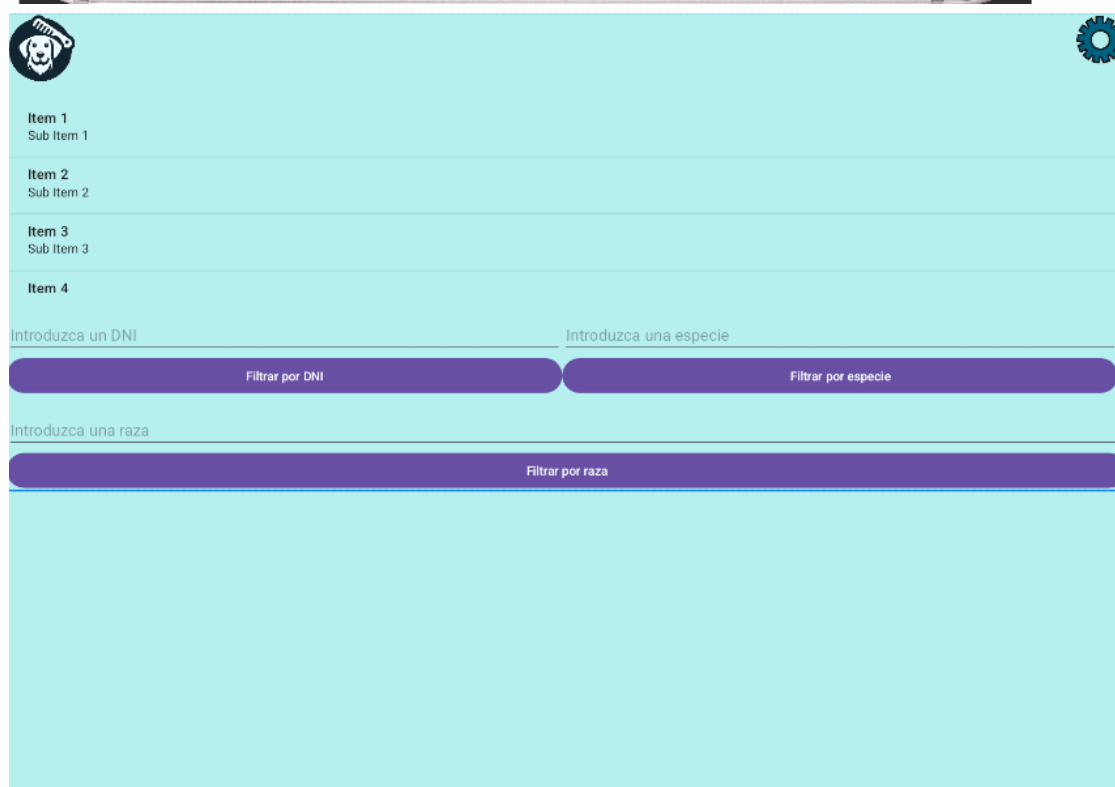 Item 1
Sub Item 1
Item 2
Sub Item 2
Item 3
Sub Item 3
Item 4
Introduzca un DNI
Introduzca una especie
Filtrar por DNI
Filtrar por especie
Introduzca una raza
Filtrar por raza